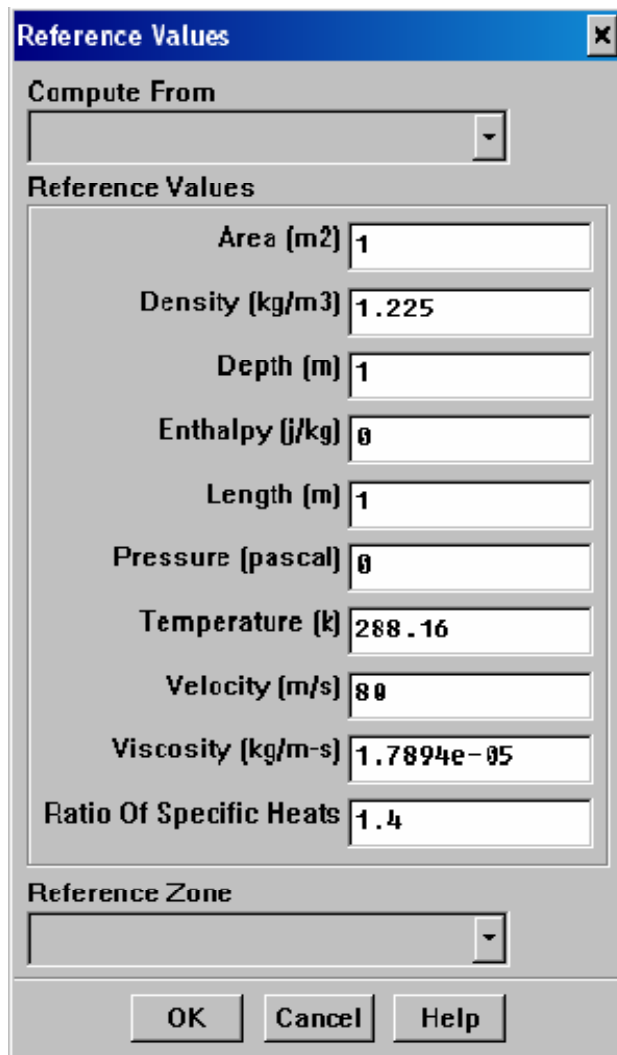 Reference Values
Compute From
Reference Values
Area (m2) 1
Density (kg/m3) 1.225
Depth (m) 1
Enthalpy (j/kg) 0
Length (m) 1
Pressure (pascal) 0
Temperature (k) 288.16
Velocity (m/s) 80
Viscosity (kg/m-s) 1.7894e-05
Ratio Of Specific Heats 1.4
Reference Zone
OK Cancel Help